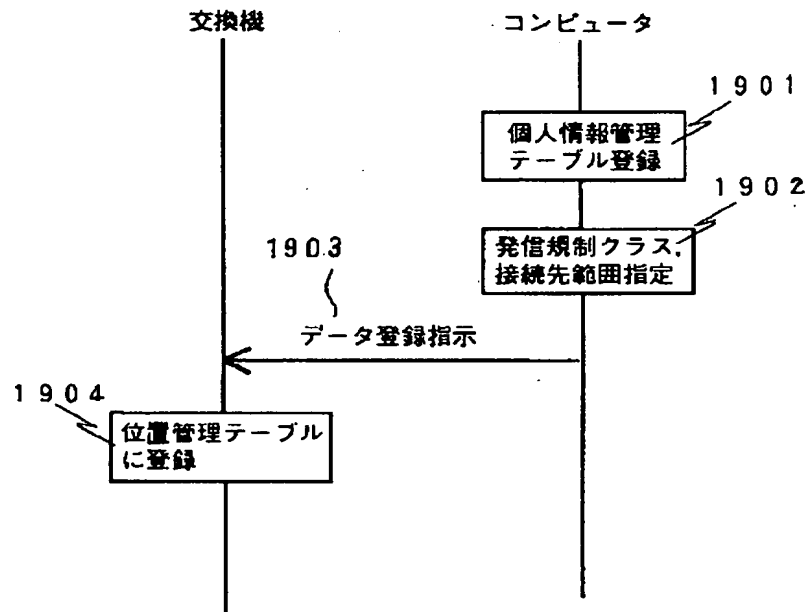 交換機
コンピュータ
1901
個人情報管理
テーブル登録
1902
発信規制クラス,
接続先範囲指定
1903
データ登録指示
1904
位置管理テーブル
に登録